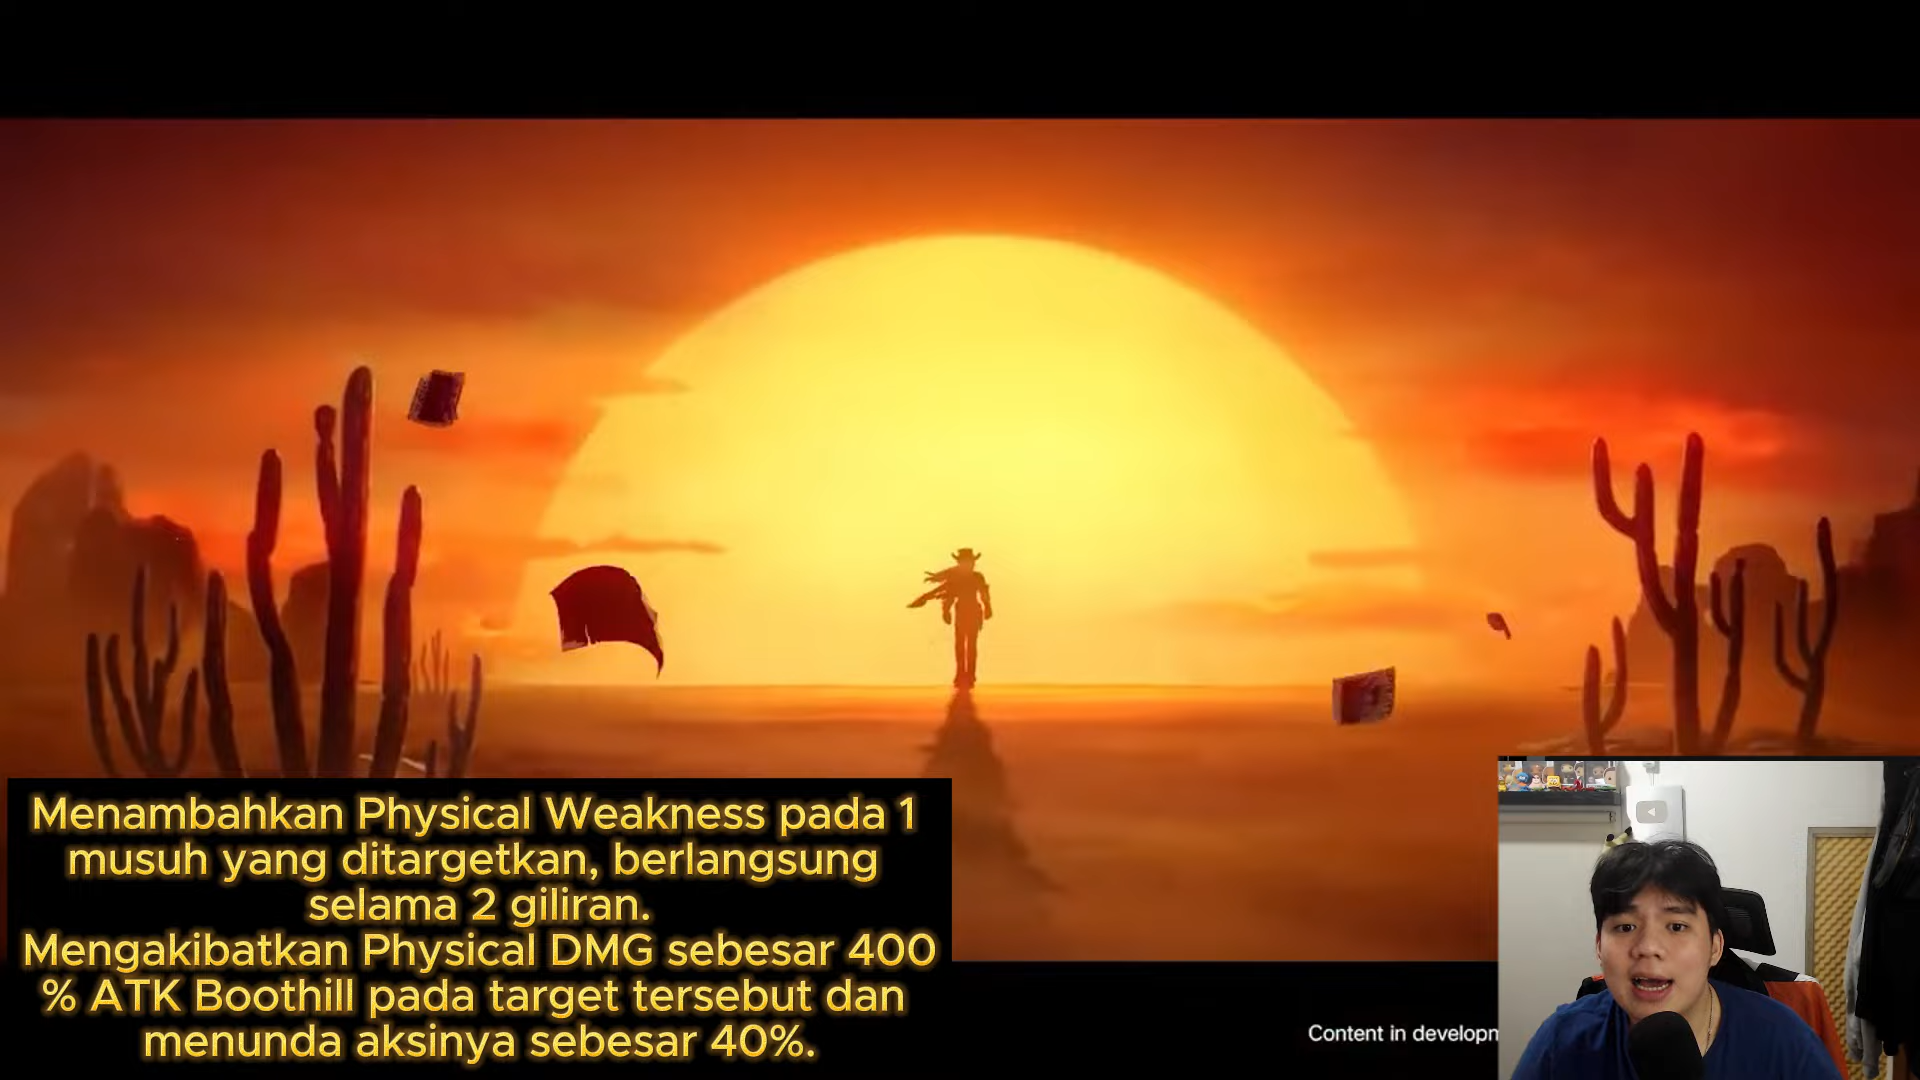 Menambahkan Physical Weakness pada 1
musuh yang ditargetkan, berlangsung
selama 2 giliran.
Mengakibatkan Physical DMG sebesar 400
% ATK Boothill pada target tersebut dan
menunda aksinya sebesar 40%.
Content in developm